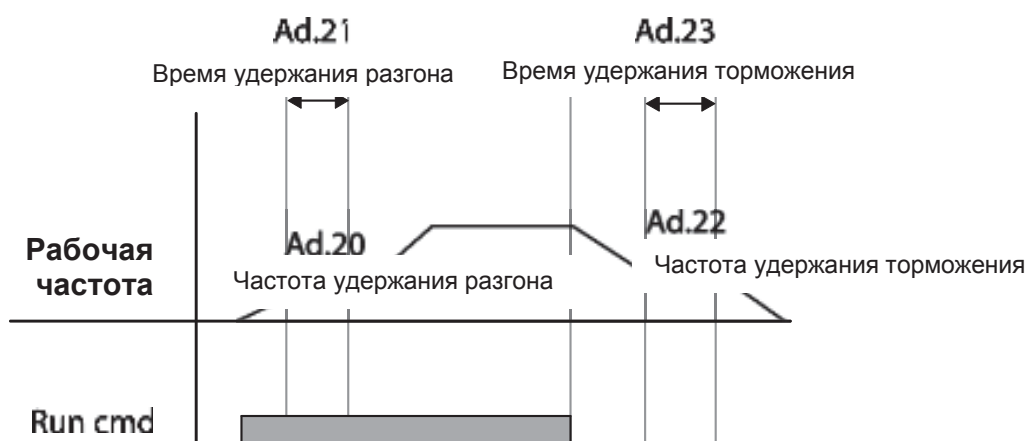 Ad.21
Ad.23
Время удержания разгона
Время удержания торможения
Ad.20
Ad.22
Рабочая
частота
Частота удержания разгона
Частота удержания торможения
Run cmd